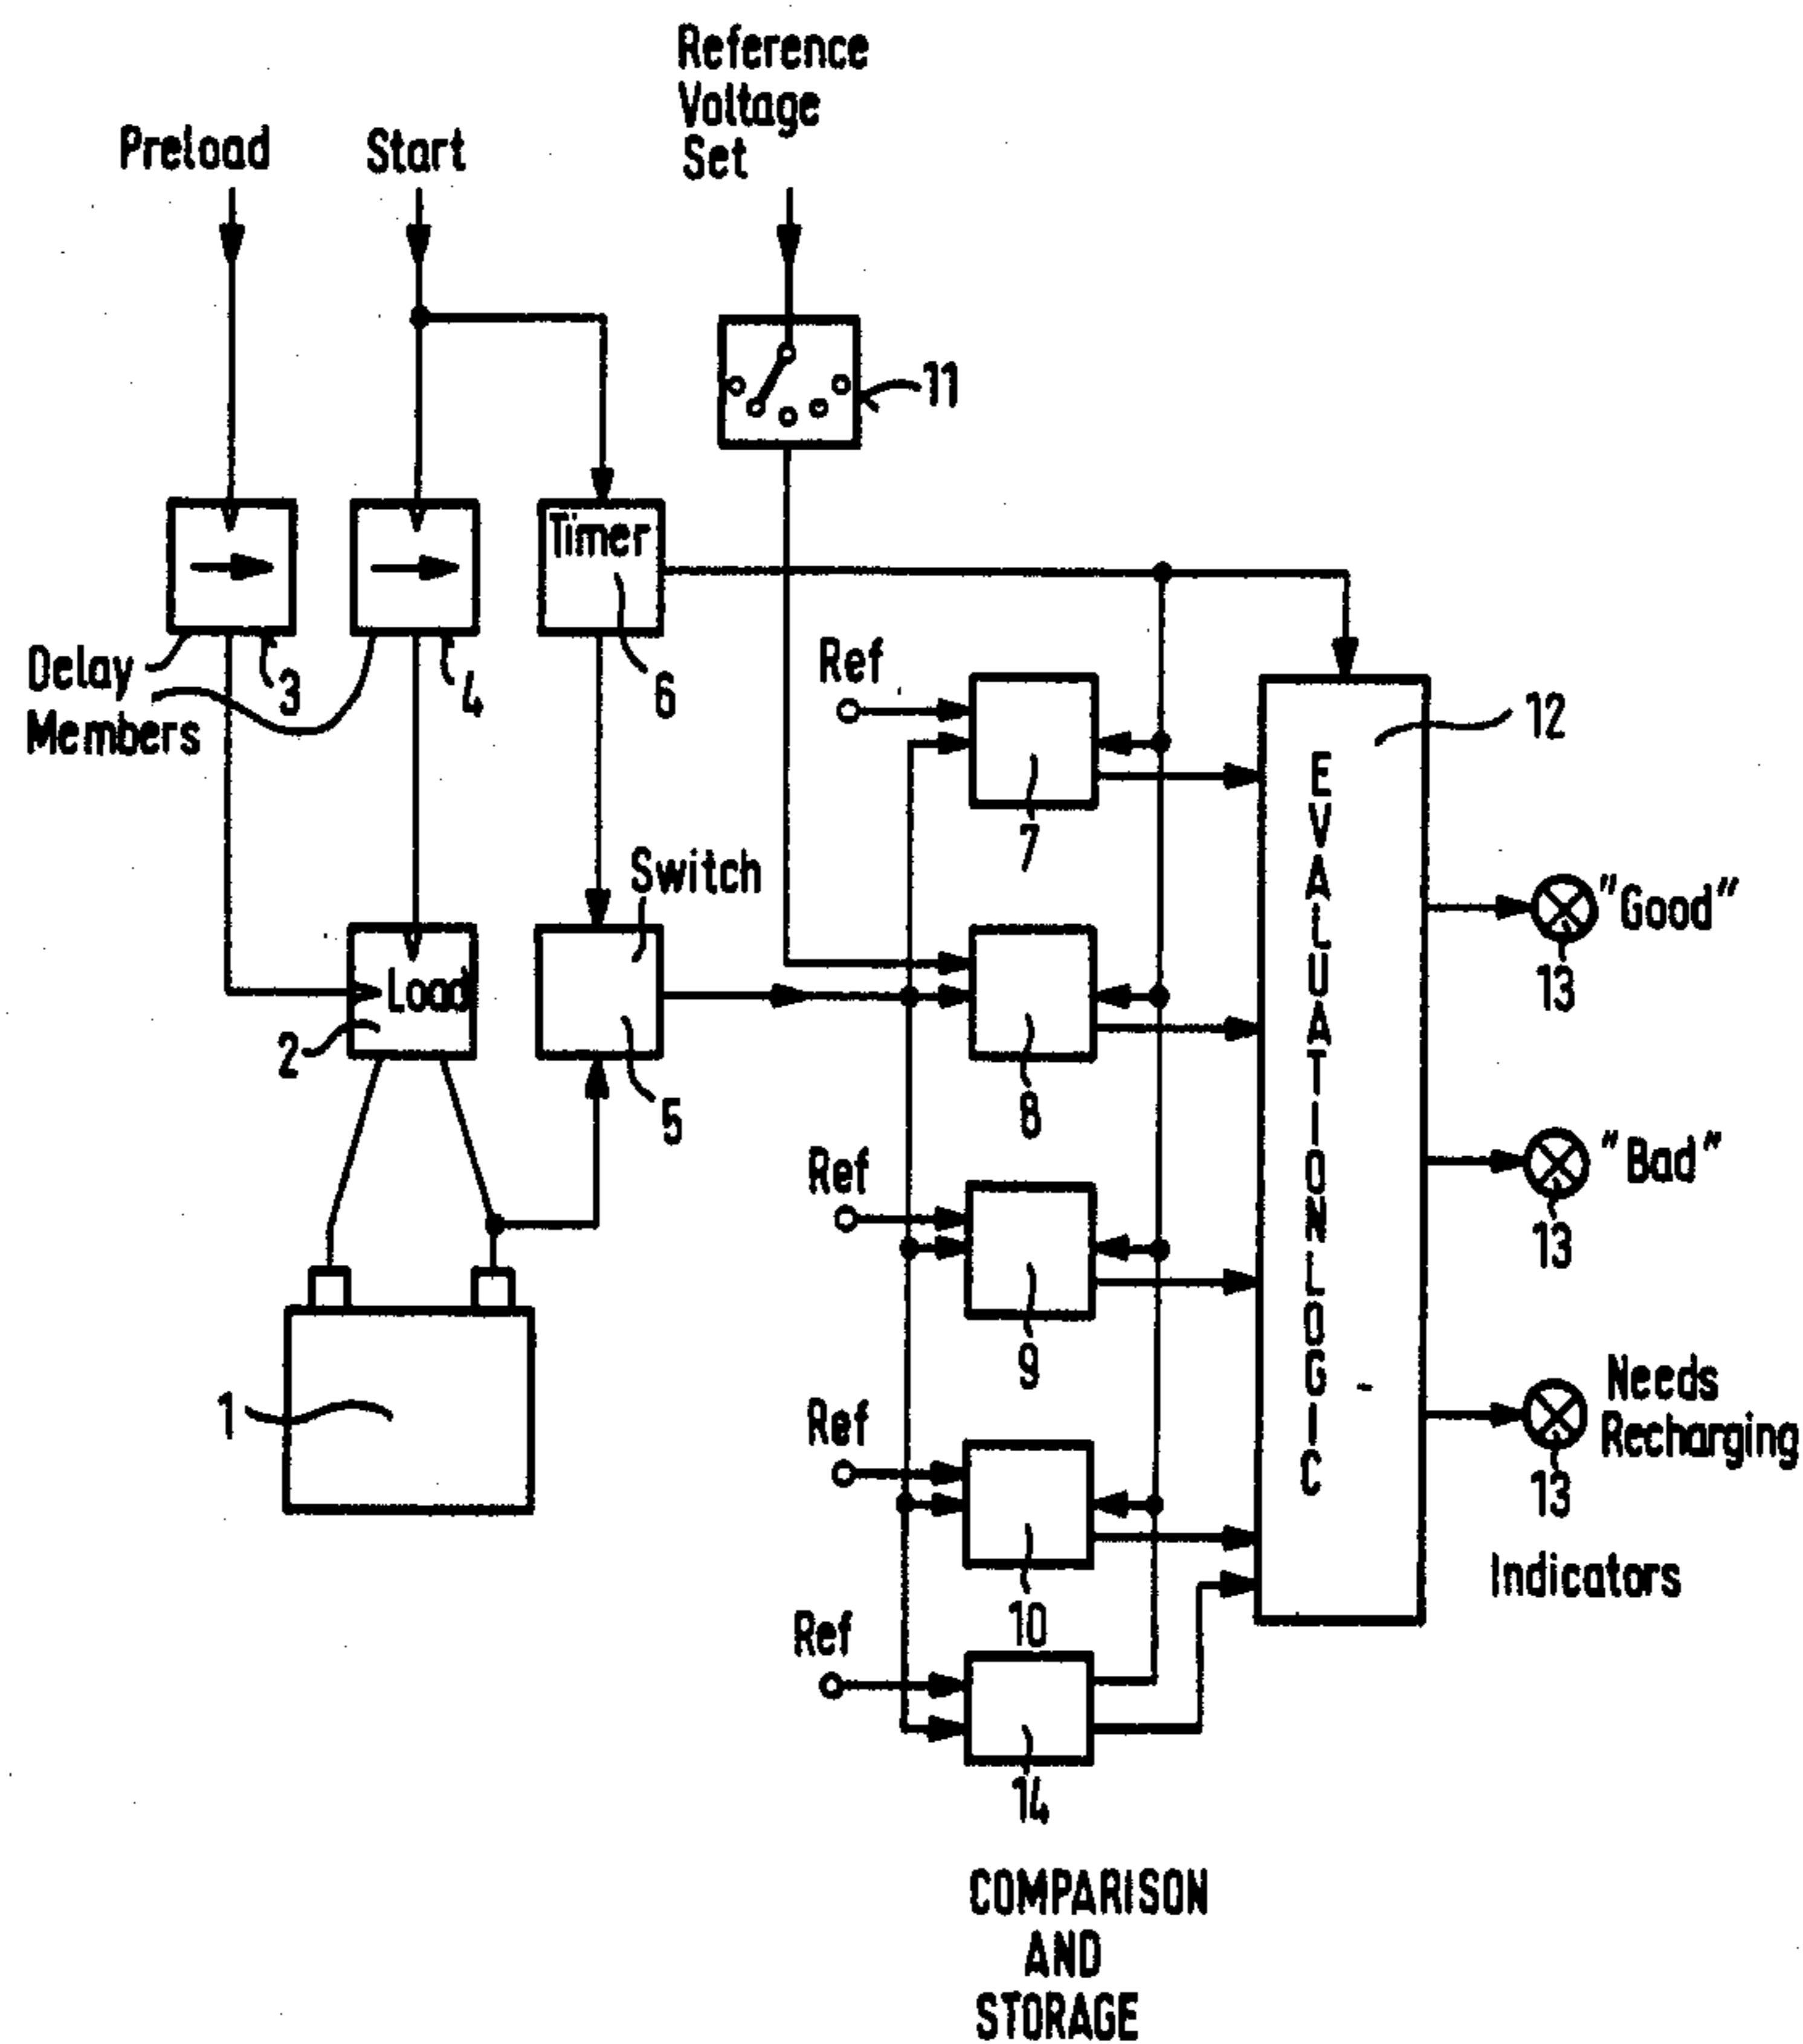 Reference
Voltage
Set
Preload
Start
11
Timer
Delay
Members
3
4
6
Ref
12
EVALUATION LOGIC
7
Switch
"Good"
13
Load
2
5
8
Ref
"Bad"
13
9
1
Ref
Needs
Recharging
13
Indicators
10
Ref
14
COMPARISON
AND
STORAGE